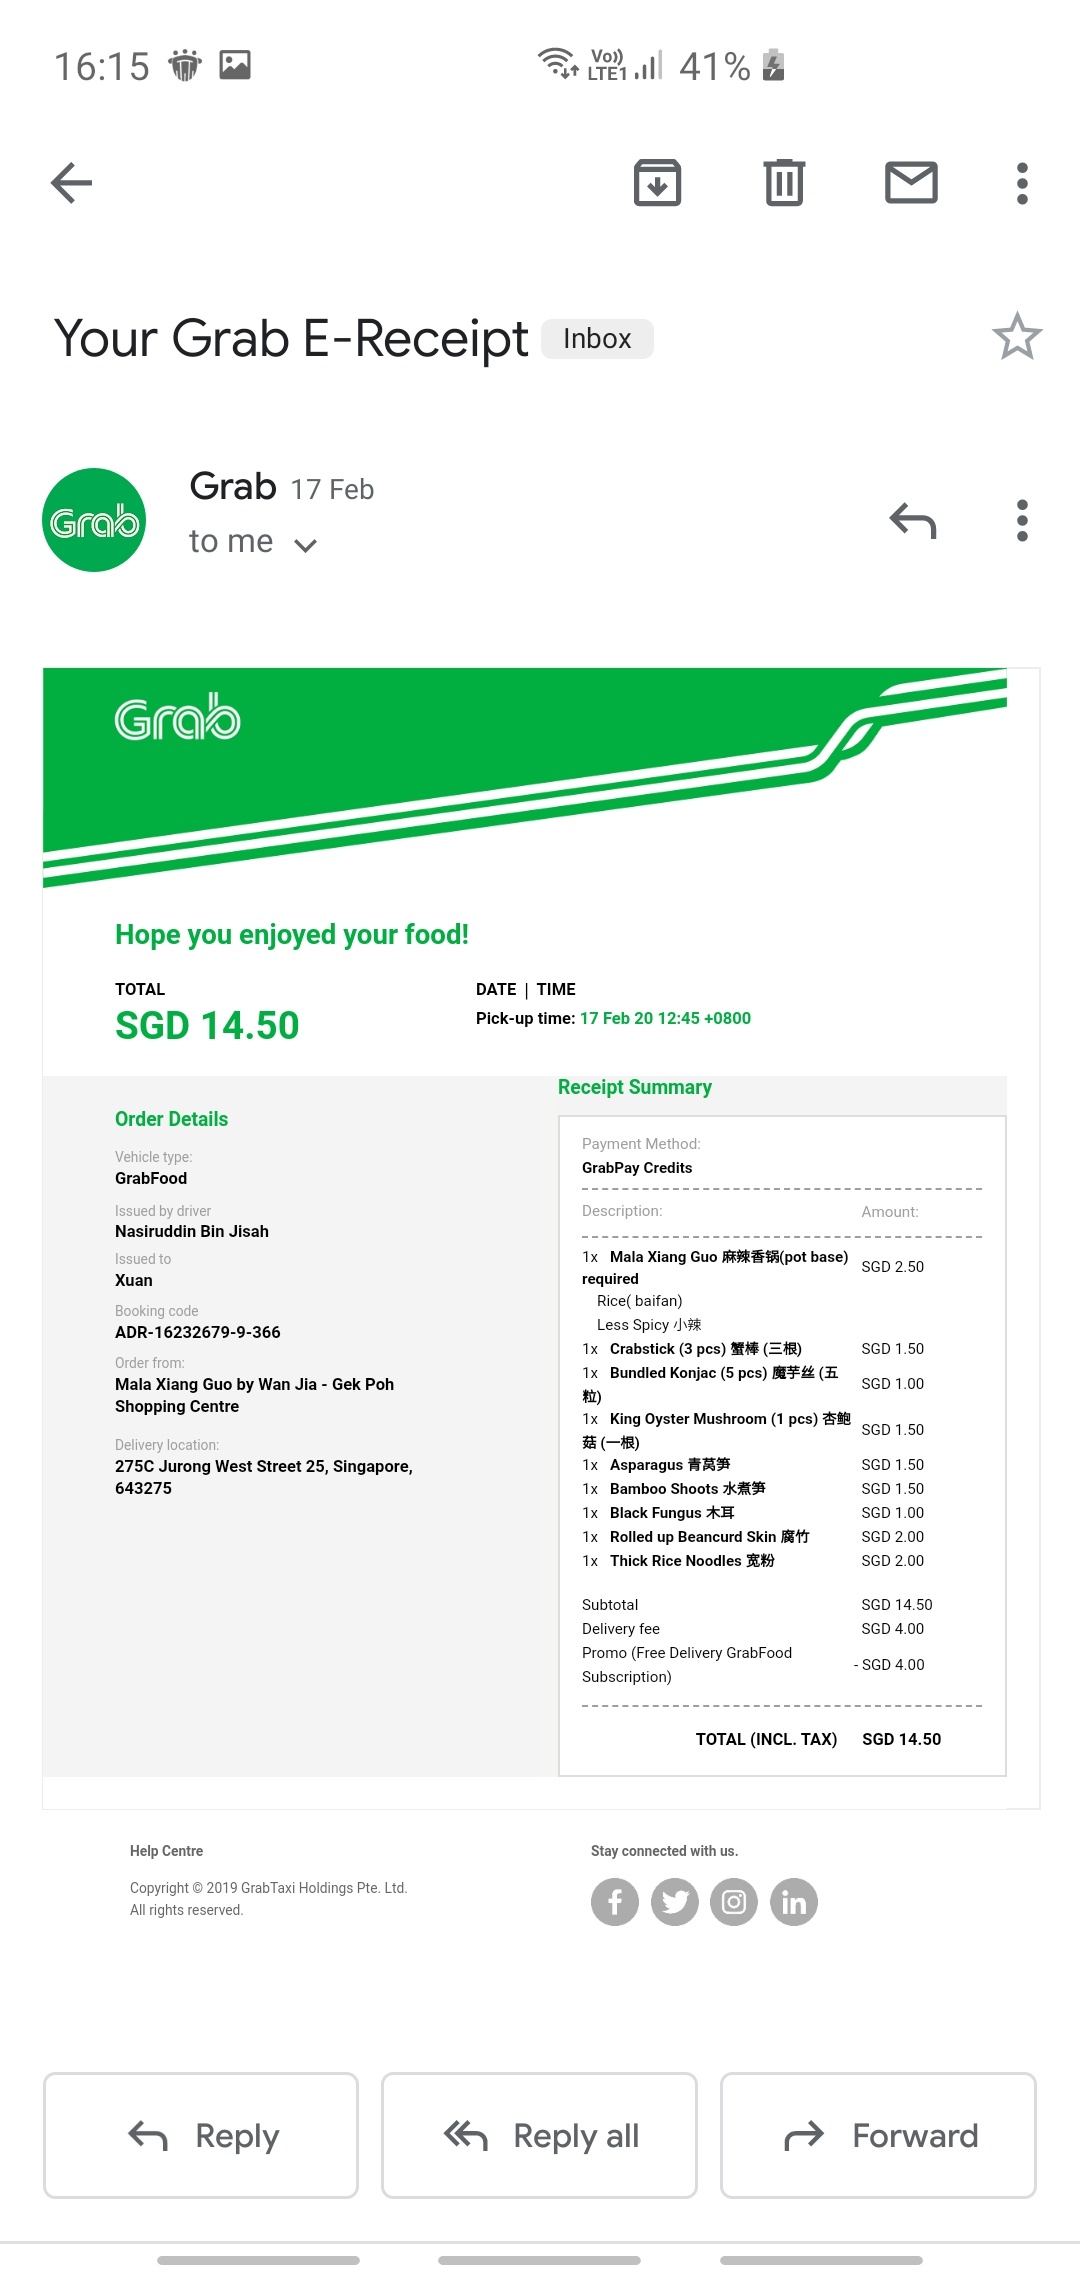 16:15
Vo)) LTE1
41%
Your Grab E-Receipt Inbox
Grab
Grab 17 Feb
to me
Grab
Hope you enjoyed your food!
TOTAL
SGD 14.50
DATE | TIME
Pick-up time: 17 Feb 20 12:45 +0800
Order Details
Vehicle type:
GrabFood
Issued by driver
Nasiruddin Bin Jisah
Issued to
Xuan
Booking code
ADR-16232679-9-366
Order from:
Mala Xiang Guo by Wan Jia - Gek Poh
Shopping Centre
Delivery location:
275C Jurong West Street 25, Singapore,
643275
Receipt Summary
Payment Method:
GrabPay Credits
Description: Amount:
1x Mala Xiang Guo 麻辣香锅(pot base) SGD 2.50
required
Rice( baifan)
Less Spicy 小辣
1x Crabstick (3 pcs) 蟹棒 (三根) SGD 1.50
1x Bundled Konjac (5 pcs) 魔芋丝 (五 SGD 1.00
粒)
1x King Oyster Mushroom (1 pcs) 杏鲍 SGD 1.50
菇 (一根)
1x Asparagus 青莴笋 SGD 1.50
1x Bamboo Shoots 水煮笋 SGD 1.50
1x Black Fungus 木耳 SGD 1.00
1x Rolled up Beancurd Skin 腐竹 SGD 2.00
1x Thick Rice Noodles 宽粉 SGD 2.00
Subtotal SGD 14.50
Delivery fee SGD 4.00
Promo (Free Delivery GrabFood - SGD 4.00
Subscription)
TOTAL (INCL. TAX) SGD 14.50
Help Centre
Copyright © 2019 GrabTaxi Holdings Pte. Ltd.
All rights reserved.
Stay connected with us.
f in
Reply Reply all Forward